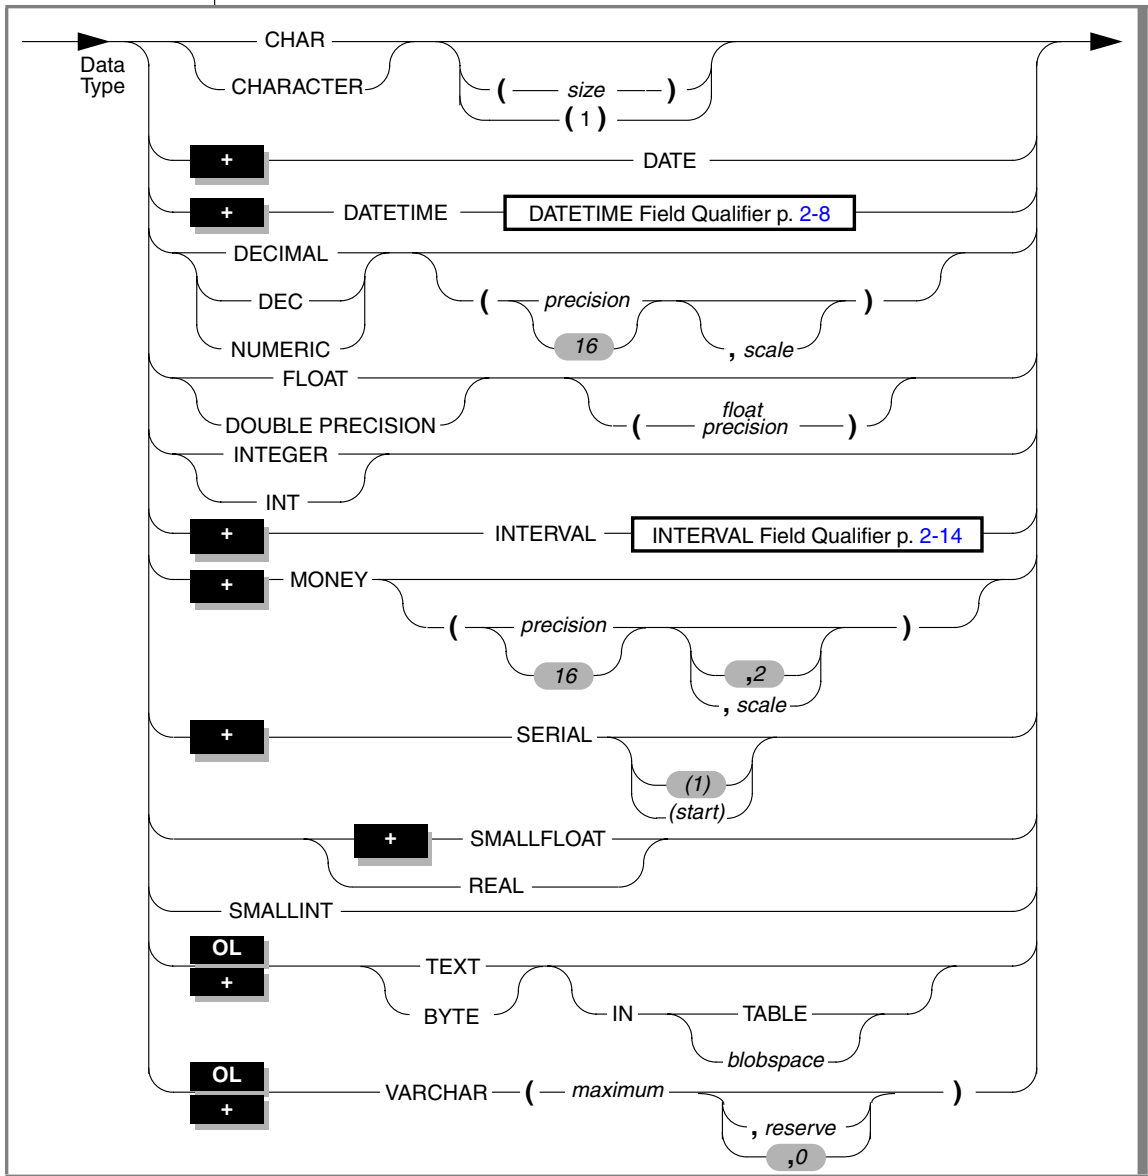 Data
Type
CHAR
CHARACTER
( size )
( 1 )
+ DATE
+ DATETIME DATETIME Field Qualifier p. 2-8
DECIMAL
DEC
NUMERIC
( precision )
16
, scale
FLOAT
DOUBLE PRECISION
( float
precision )
INTEGER
INT
+ INTERVAL INTERVAL Field Qualifier p. 2-14
+ MONEY
( precision )
16
,2
, scale
+ SERIAL
(1)
(start)
+ SMALLFLOAT
REAL
SMALLINT
OL
+
TEXT
BYTE
IN TABLE
blobspace
OL
+
VARCHAR ( maximum )
, reserve
,0